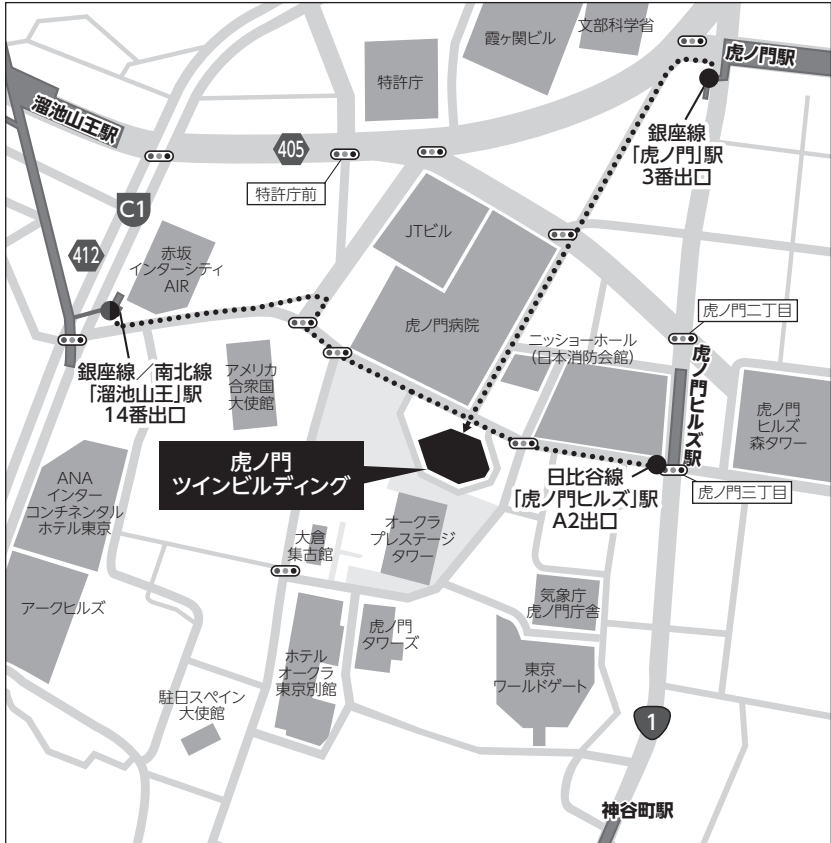 霞ヶ関ビル
文部科学省
虎ノ門駅
特許庁
溜池山王駅
銀座線
「虎ノ門」駅
3番出口
405
特許庁前
C1
JTビル
412
赤坂
インターシティ
AIR
虎ノ門病院
虎ノ門二丁目
ニッショーホール
(日本消防会館)
銀座線／南北線
「溜池山王」駅
14番出口
アメリカ
合衆国
大使館
虎ノ門ヒルズ駅
虎ノ門
ヒルズ
森タワー
虎ノ門
ツインビルディング
日比谷線
「虎ノ門ヒルズ」駅
A2出口
虎ノ門三丁目
ANA
インター
コンチネンタル
ホテル東京
大倉
集古館
オークラ
プレステージ
タワー
アークヒルズ
気象庁
虎ノ門庁舎
虎ノ門
タワーズ
ホテル
オークラ
東京別館
東京
ワールドゲート
駐日スペイン
大使館
1
神谷町駅